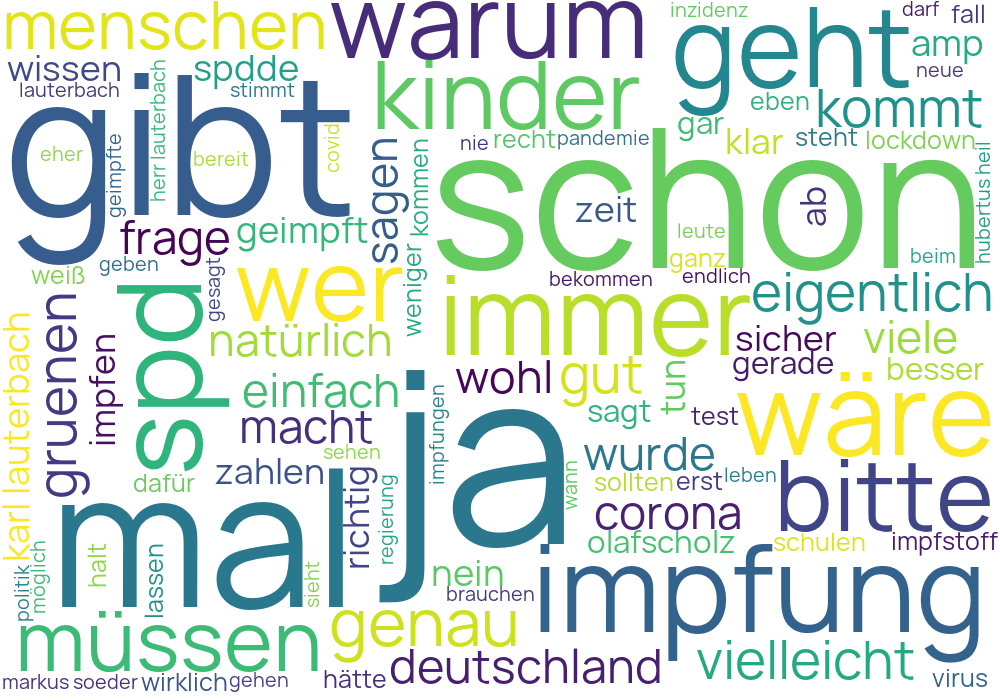 menschen
warum
inzidenz
darf
fall
geht
amp
neue
wissen
spdde
lauterbach
stimmt
kinder
eben
kommt
gibt
herr lauterbach
covid
gar
klar
steht
lockdown
nie
recht
pandemie
eher
bereit
geimpfte
sagen
kommen
schon
hubertus heil
zeit
ab
leute
ganz
beim
frage
geimpft
weiß
geben
gesagt
wer
weniger
bekommen
endlich
immer
eigentlich
spd
gruenen
natürlich
sicher
viele
impfen
karl lauterbach
einfach
wohl
gut
gerade
besser
tun
wäre
ja
macht
sagt
test
impfungen
sehen
wurde
zahlen
dafür
richtig
regierung
wann
sollten
erst
leben
bitte
mal
corona
olafscholz
schulen
impfstoff
politik
möglich
halt
lassen
sieht
nein
brauchen
impfung
müssen
genau
deutschland
vielleicht
markus soeder
wirklich
gehen
hätte
virus